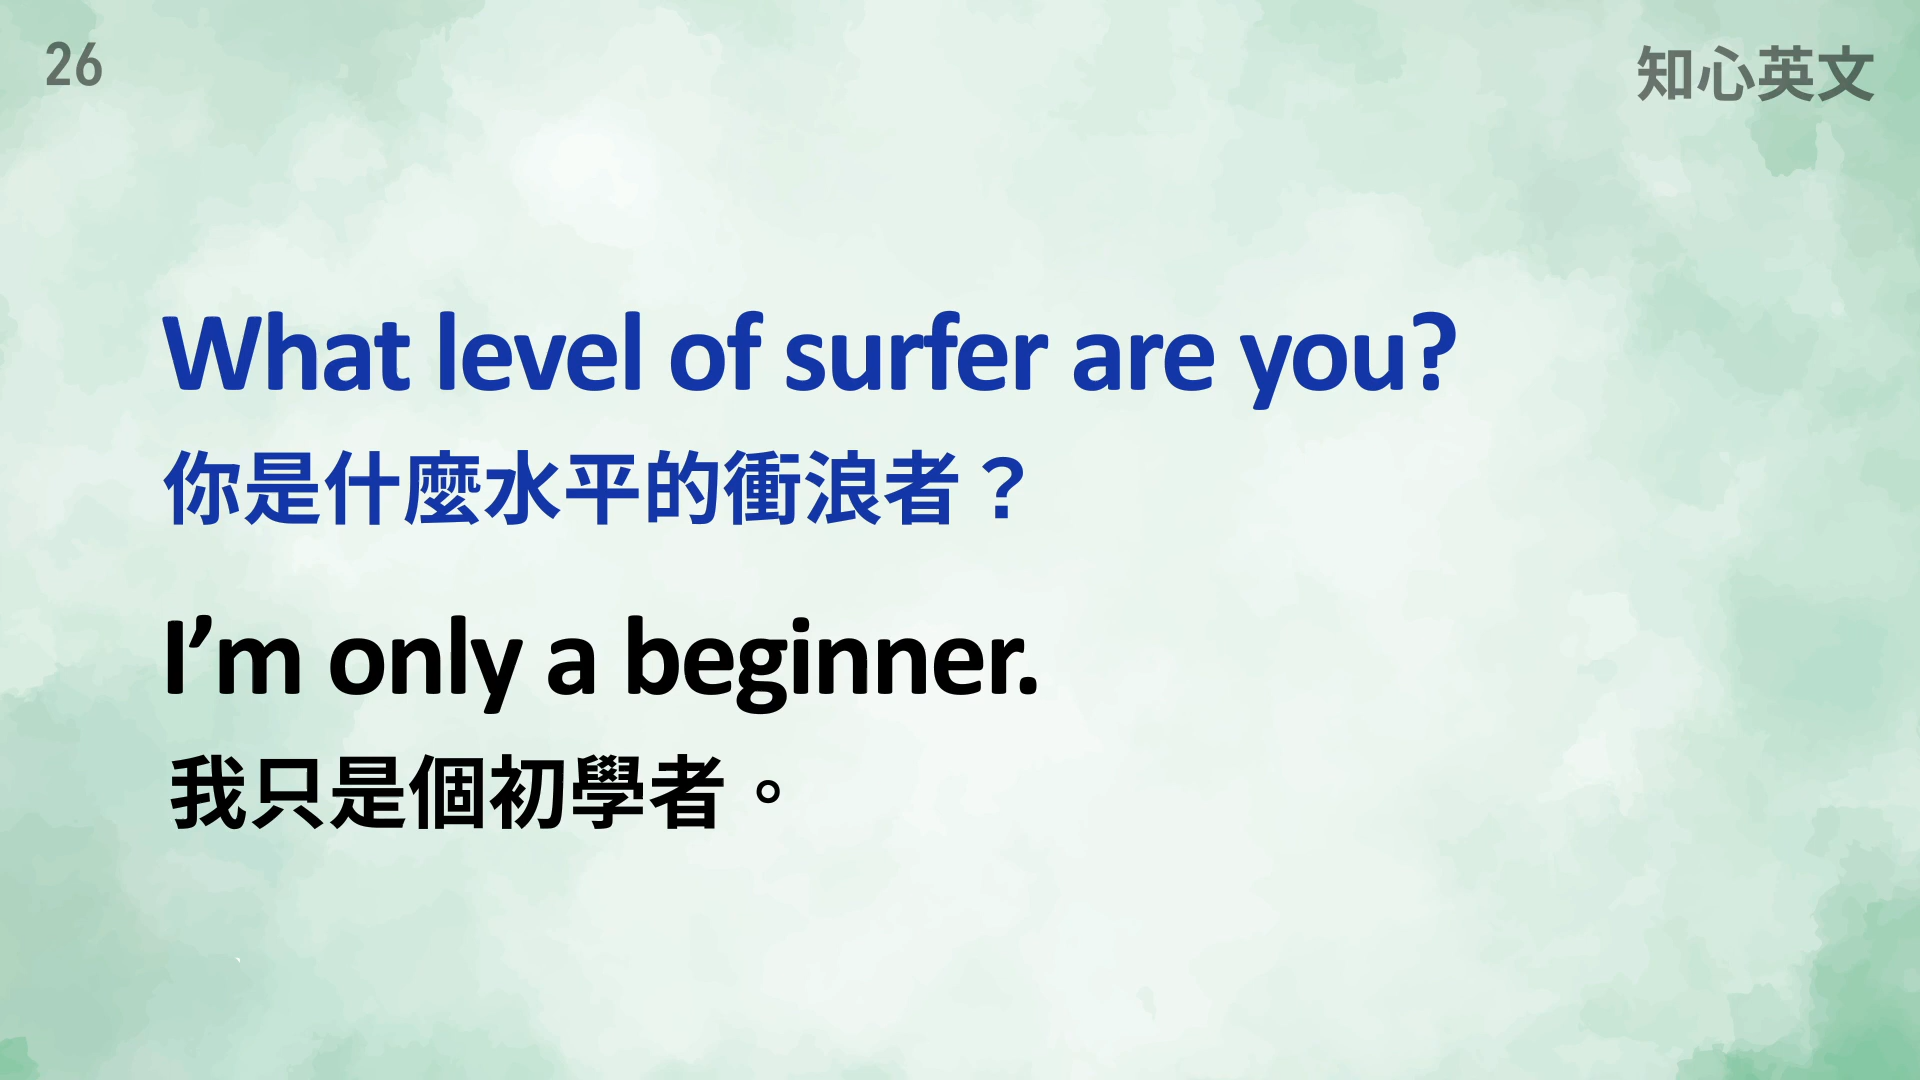 26
知心英文
What level of surfer are you?
你是什麼水平的衝浪者？
I’m only a beginner.
我只是個初學者。